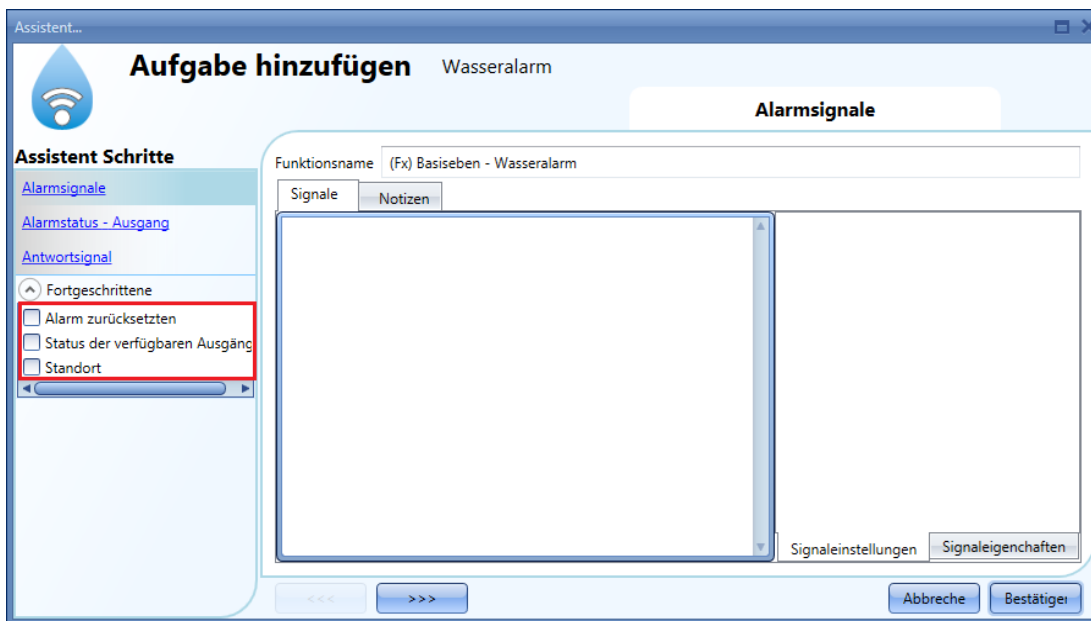 Assistent...
Aufgabe hinzufügen Wasseralarm
Alarmsignale
Assistent Schritte
Alarmsignale
Alarmstatus - Ausgang
Antwortsignal
Fortgeschrittene
Alarm zurücksetzten
Status der verfügbaren Ausgäng
Standort
Funktionsname (Fx) Basiseben - Wasseralarm
Signale Notizen
Signaleinstellungen Signaleigenchaften
<<< >>> Abbreche Bestätiger